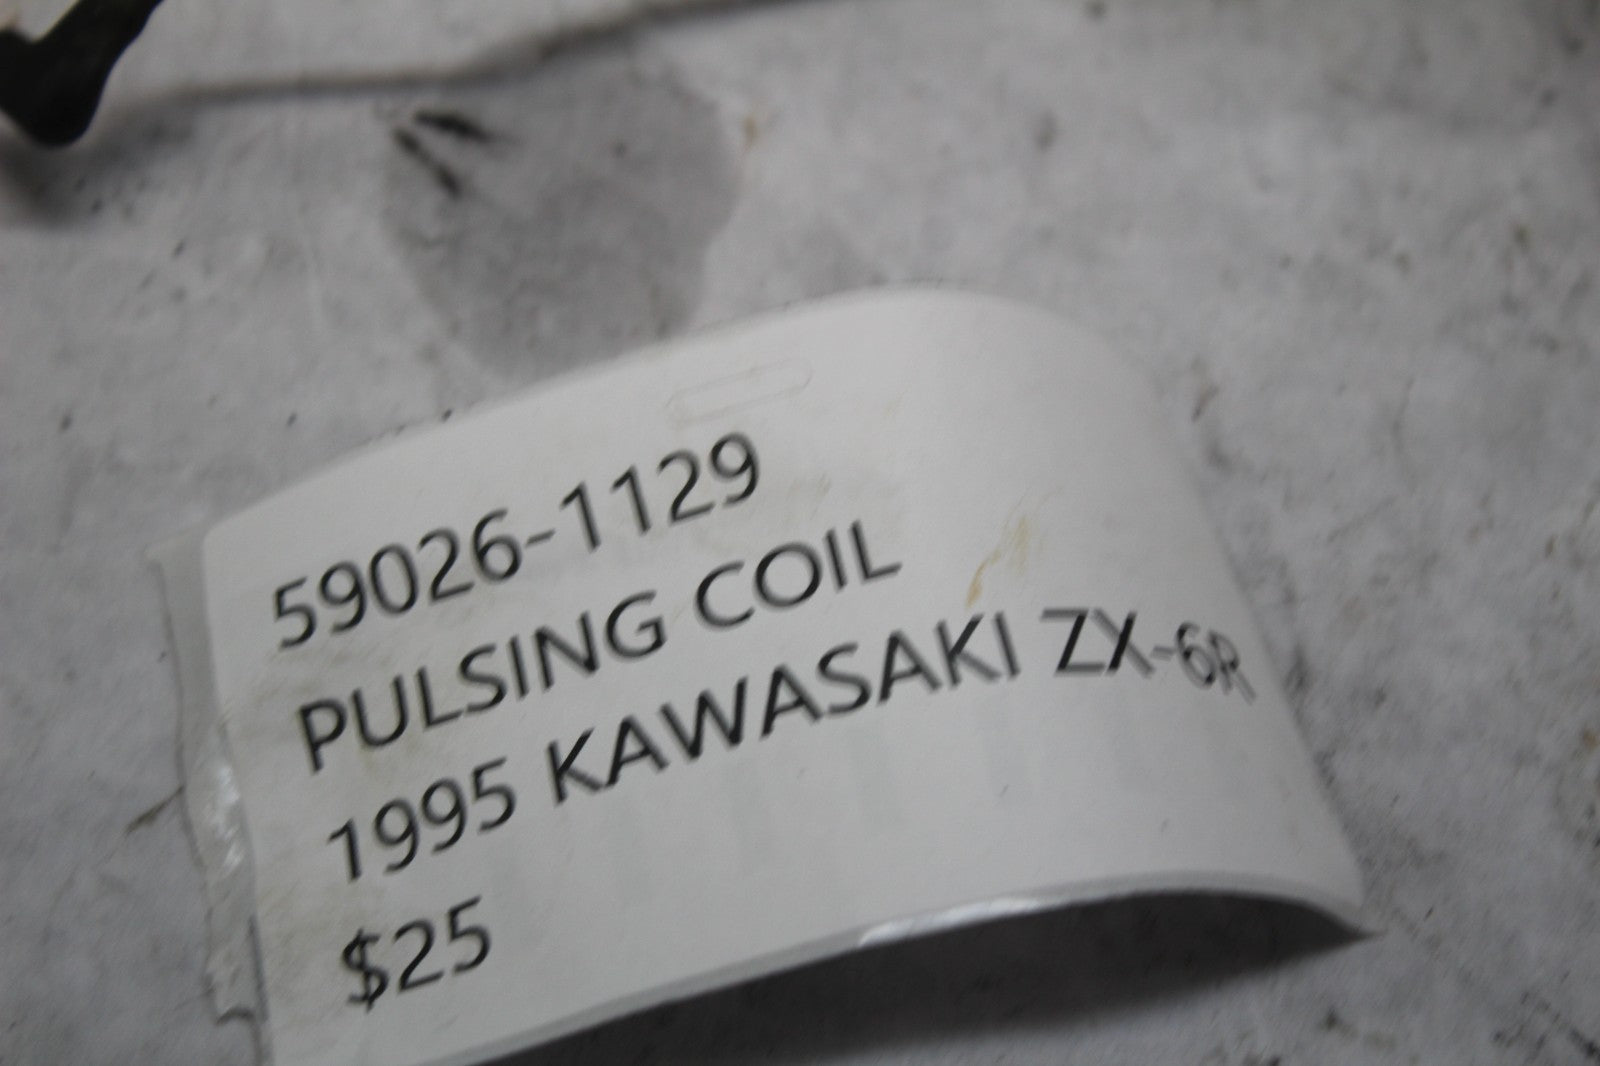 59026-1129
PULSING COIL
1995 KAWASAKI ZX-6R
$25